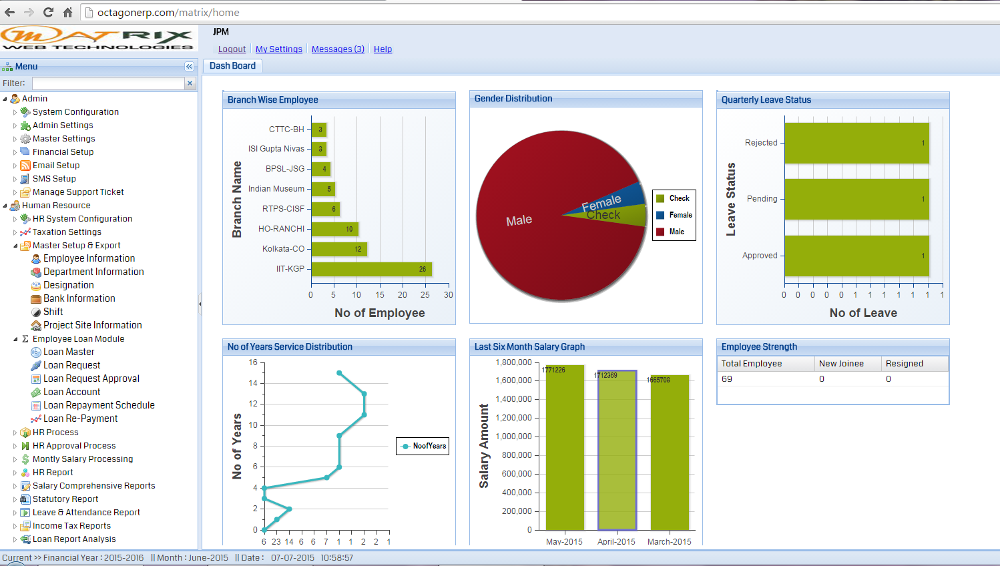 octagonerp.com/matrix/home
MATRIX
WEB TECHNOLOGIES
JPM
Logout My Settings Messages (3) Help
Menu
Filter:
Admin
System Configuration
Admin Settings
Master Settings
Financial Setup
Email Setup
SMS Setup
Manage Support Ticket
Human Resource
HR System Configuration
Taxation Settings
Master Setup & Export
Employee Information
Department Information
Designation
Bank Information
Shift
Project Site Information
Employee Loan Module
Loan Master
Loan Request
Loan Request Approval
Loan Account
Loan Repayment Schedule
Loan Re-Payment
HR Process
HR Approval Process
Montly Salary Processing
HR Report
Salary Comprehensive Reports
Statutory Report
Leave & Attendance Report
Income Tax Reports
Loan Report Analysis
Dash Board
Branch Wise Employee
Branch Name
CTTC-BH 3
ISI Gupta Nivas 3
BPSL-JSG 4
Indian Museum 5
RTPS-CISF 6
HO-RANCHI 10
Kolkata-CO 12
IIT-KGP 26
0 5 10 15 20 25 30
No of Employee
Gender Distribution
Male
Female
Check
Check
Female
Male
Quarterly Leave Status
Leave Status
Rejected 1
Pending 1
Approved 1
0 0 0 0 0 1 1 1 1 1 1 1
No of Leave
No of Years Service Distribution
No of Years
16
14
12
10
8
6
4
2
0
6 23 14 6 6 7 1 1 2 2 1
NoofYears
Last Six Month Salary Graph
Salary Amount
1,800,000
1,600,000
1,400,000
1,200,000
1,000,000
800,000
600,000
400,000
200,000
0
1771226
1712369
1665708
May-2015 April-2015 March-2015
Employee Strength
Total Employee New Joinee Resigned
69 0 0
Current >> Financial Year : 2015-2016 || Month : June-2015 || Date : 07-07-2015 10:58:57